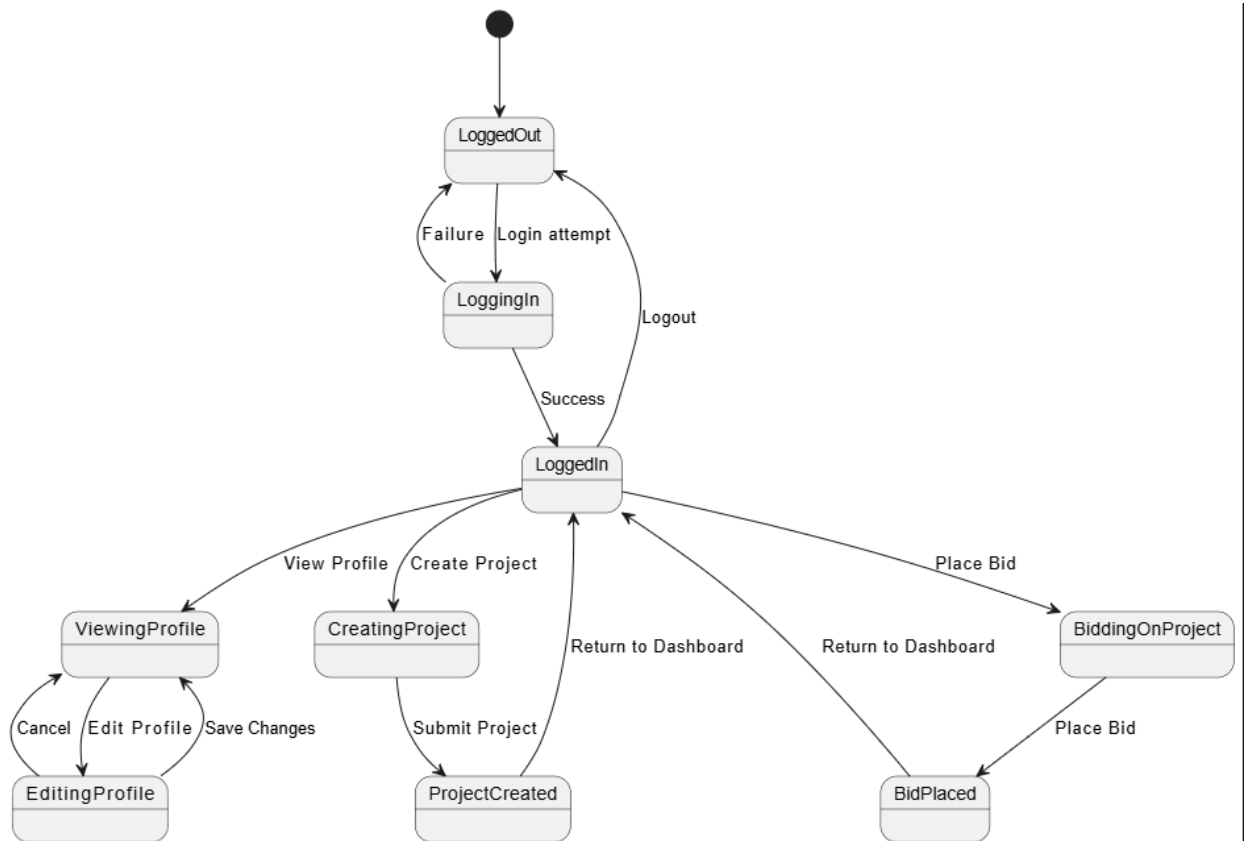 LoggedOut
Failure
Login attempt
LoggingIn
Logout
Success
LoggedIn
View Profile
Create Project
Place Bid
ViewingProfile
CreatingProject
BiddingOnProject
Return to Dashboard
Return to Dashboard
Cancel
Edit Profile
Save Changes
Submit Project
Place Bid
EditingProfile
ProjectCreated
BidPlaced